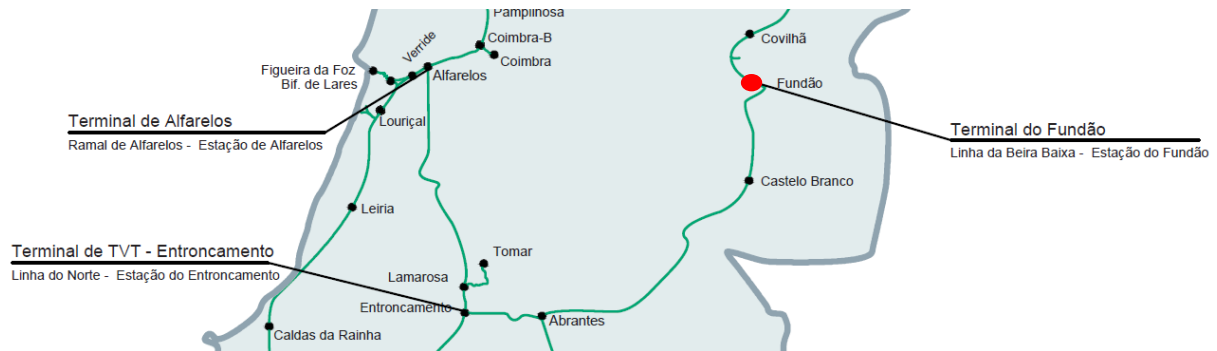 Pampilhosa
Coimbra-B
Coimbra
Verride
Figueira da Foz
Bif. de Lares
Alfarelos
Covilhã
Fundão
Terminal de Alfarelos
Ramal de Alfarelos - Estação de Alfarelos
Louriçal
Terminal do Fundão
Linha da Beira Baixa - Estação do Fundão
Castelo Branco
Leiria
Terminal de TVT - Entroncamento
Linha do Norte - Estação do Entroncamento
Tomar
Lamarosa
Entroncamento
Abrantes
Caldas da Rainha